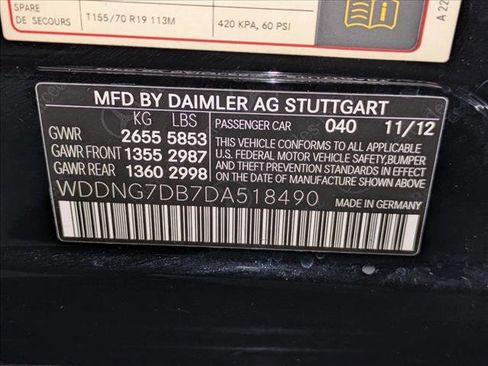 SPARE
DE SECOURS T155/70 R19 113M 420 KPA, 60 PSI
A 22
MFD BY DAIMLER AG STUTTGART
KG LBS
GVWR 2655 5853
GAWR FRONT 1355 2987
GAWR REAR 1360 2998
PASSENGER CAR 040 11/12
THIS VEHICLE CONFORMS TO ALL APPLICABLE
U.S. FEDERAL MOTOR VEHICLE SAFETY, BUMPER,
AND THEFT PREVENTION STANDARDS IN EFFECT ON
THE DATE OF MANUFACTURE SHOWN ABOVE.
WDDNG7DB7DA518490 MADE IN GERMANY